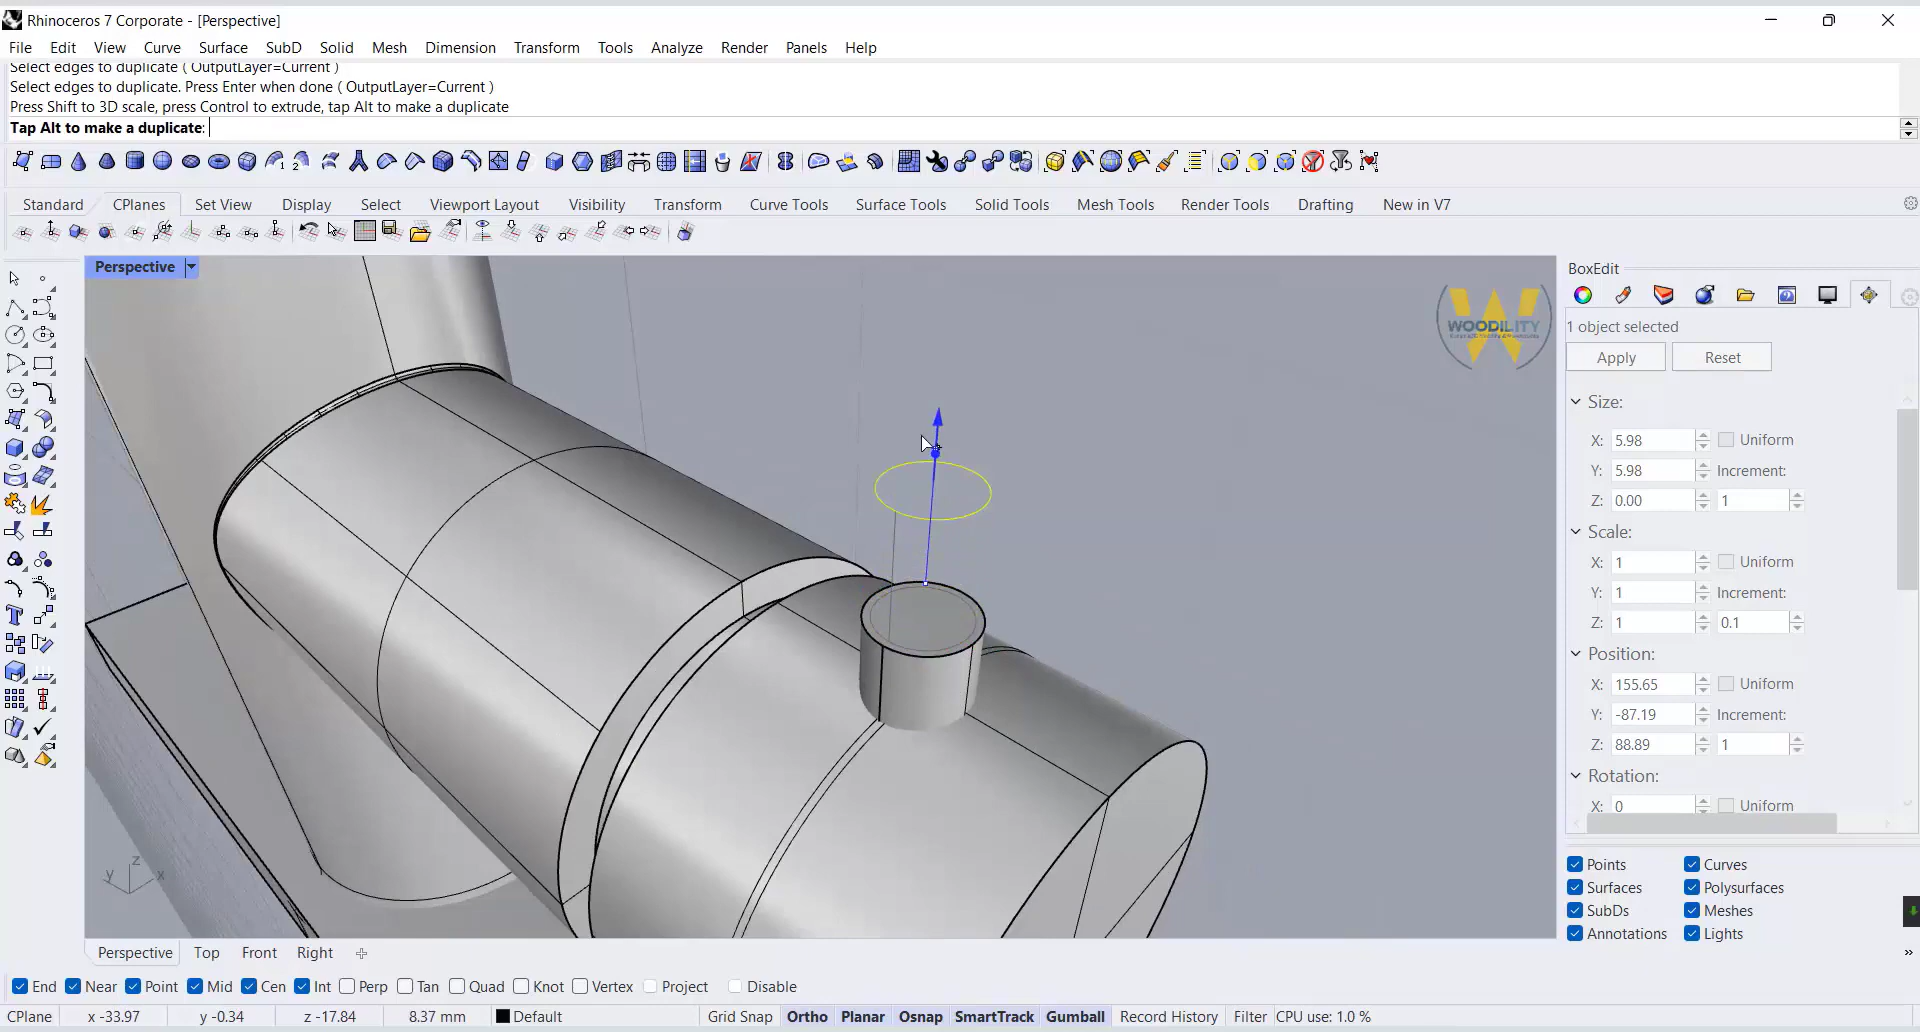 Rhinoceros 7 Corporate - [Perspective]
File Edit View Curve Surface SubD Solid Mesh Dimension Transform Tools Analyze Render Panels Help
Select edges to duplicate ( OutputLayer=Current )
Select edges to duplicate. Press Enter when done ( OutputLayer=Current )
Press Shift to 3D scale, press Control to extrude, tap Alt to make a duplicate
Tap Alt to make a duplicate:
Standard CPlanes Set View Display Select Viewport Layout Visibility Transform Curve Tools Surface Tools Solid Tools Mesh Tools Render Tools Drafting New in V7
Perspective
WOODILITY
z
y x
BoxEdit
1 object selected
Apply Reset
Size:
X: 5.98 Uniform
Y: 5.98 Increment:
Z: 0.00 1
Scale:
X: 1 Uniform
Y: 1 Increment:
Z: 1 0.1
Position:
X: 155.65 Uniform
Y: -87.19 Increment:
Z: 88.89 1
Rotation:
X: 0 Uniform
Points Curves
Surfaces Polysurfaces
SubDs Meshes
Annotations Lights
Perspective Top Front Right
End Near Point Mid Cen Int Perp Tan Quad Knot Vertex Project Disable
CPlane x -33.97 y -0.34 z -17.84 8.37 mm Default Grid Snap Ortho Planar Osnap SmartTrack Gumball Record History Filter CPU use: 1.0 %